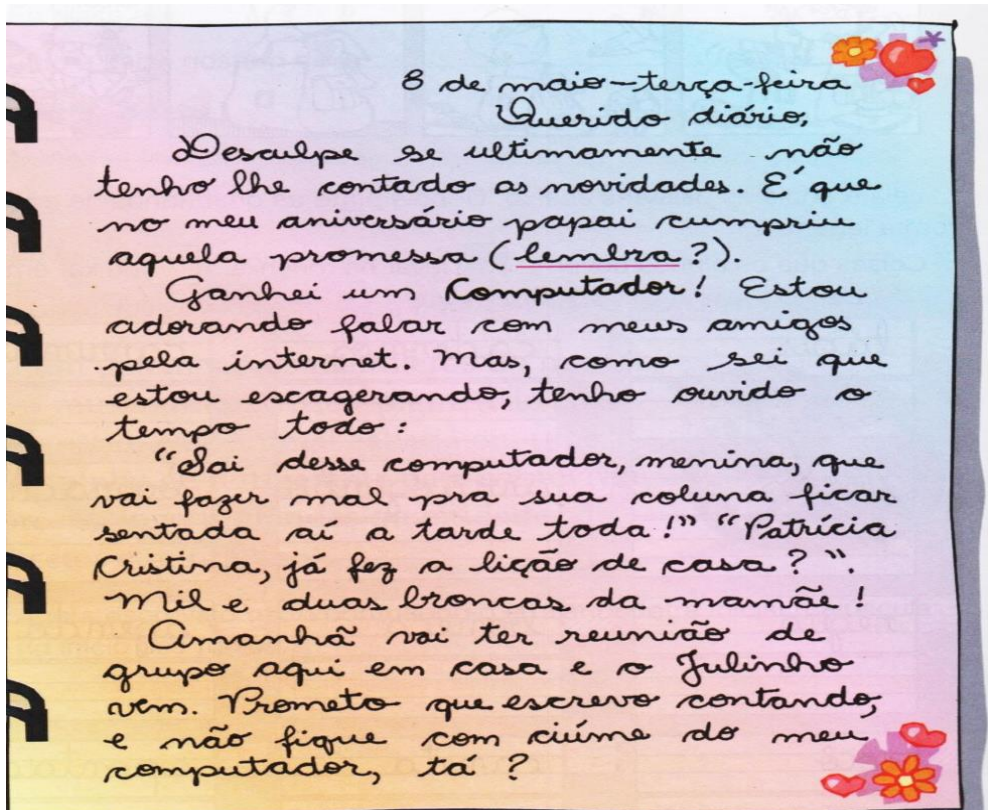 8 de maio-terça-feira
Querido diário,
Desculpe se ultimamente não
tenho lhe contado as novidades. É que
no meu aniversário papai cumpriu
aquela promessa (lembra?).
Ganhei um Computador! Estou
adorando falar com meus amigos
pela internet. Mas, como sei que
estou escagerando, tenho ouvido o
tempo todo:
"Sai desse computador, menina, que
vai fazer mal pra sua coluna ficar
sentada aí a tarde toda!" "Patrícia
Cristina, já fez a lição de casa?".
Mil e duas broncas da mamãe!
Amanhã vai ter reunião de
grupo aqui em casa e o Julinho
vem. Prometo que escrevo contando,
e não fique com ciúme do meu
computador, tá?